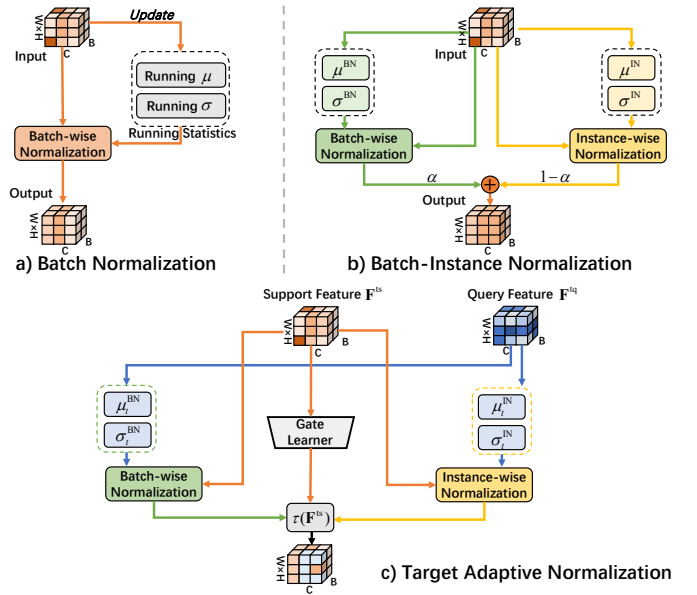 Update
W×H
C
B
Input
Running μ
Running σ
Running Statistics
Batch-wise
Normalization
Output
W×H
C
B
a) Batch Normalization
W×H
C
B
Input
μ^BN
σ^BN
μ^IN
σ^IN
Batch-wise
Normalization
Instance-wise
Normalization
α
+
1−α
Output
W×H
C
B
b) Batch-Instance Normalization
Support Feature F^ts
Query Feature F^tq
W×H
C
B
W×H
C
B
μ_t^BN
σ_t^BN
Gate
Learner
μ_t^IN
σ_t^IN
Batch-wise
Normalization
Instance-wise
Normalization
τ(F^ts)
W×H
C
B
c) Target Adaptive Normalization